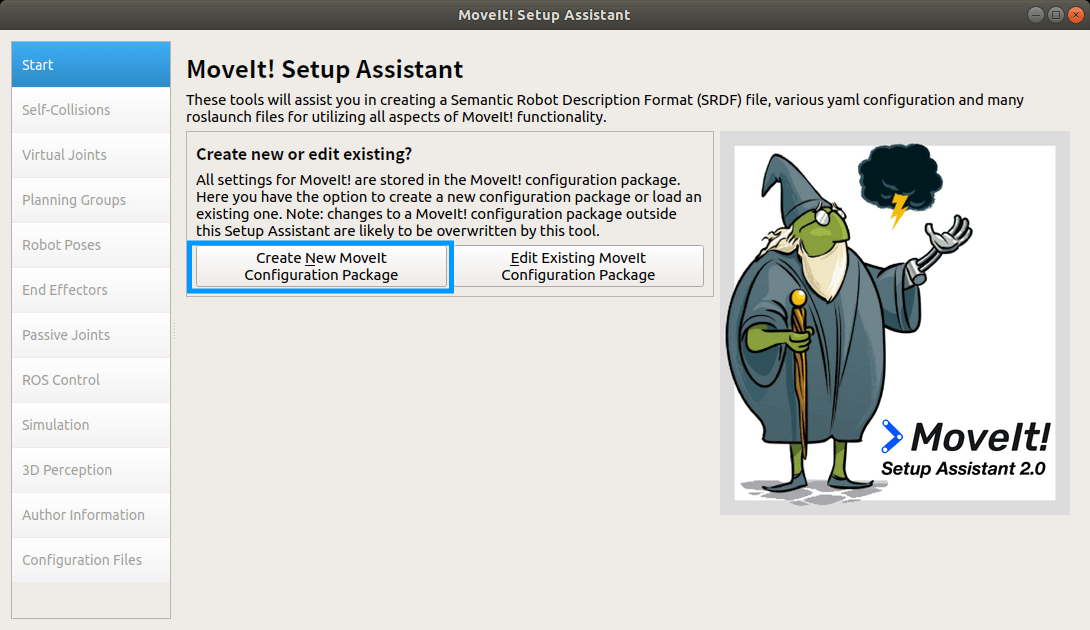 MoveIt! Setup Assistant
Start
Self-Collisions
Virtual Joints
Planning Groups
Robot Poses
End Effectors
Passive Joints
ROS Control
Simulation
3D Perception
Author Information
Configuration Files
MoveIt! Setup Assistant
These tools will assist you in creating a Semantic Robot Description Format (SRDF) file, various yaml configuration and many
roslaunch files for utilizing all aspects of MoveIt! functionality.
Create new or edit existing?
All settings for MoveIt! are stored in the MoveIt! configuration package.
Here you have the option to create a new configuration package or load an
existing one. Note: changes to a MoveIt! configuration package outside
this Setup Assistant are likely to be overwritten by this tool.
Create New MoveIt
Configuration Package
Edit Existing MoveIt
Configuration Package
MoveIt!
Setup Assistant 2.0